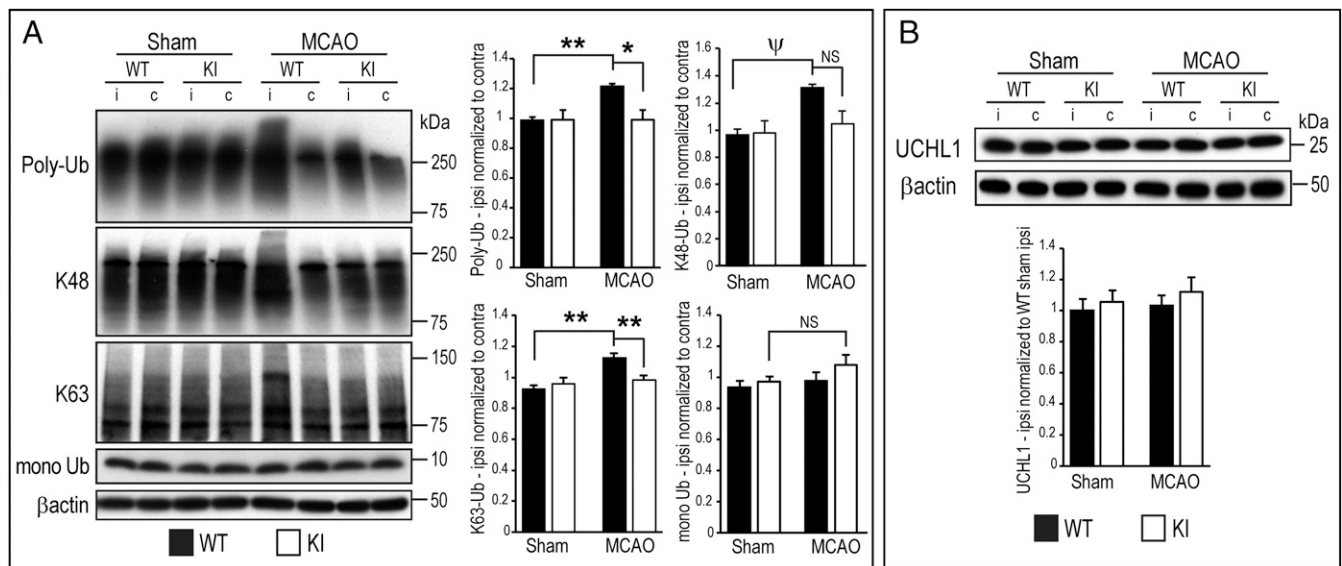 A
Sham MCAO
WT KI WT KI
i c i c i c i c
kDa
Poly-Ub
250
75
K48
250
75
K63
150
75
mono Ub
10
βactin
50
WT KI
Poly-Ub - ipsi normalized to contra
1.4
1.2
1
0.8
0.6
0.4
0.2
0
** *
Sham MCAO
K48-Ub - ipsi normalized to contra
1.6
1.4
1.2
1
0.8
0.6
0.4
0.2
0
Ψ NS
Sham MCAO
K63-Ub - ipsi normalized to contra
1.4
1.2
1
0.8
0.6
0.4
0.2
0
** **
Sham MCAO
mono Ub - ipsi normalized to contra
1.4
1.2
1
0.8
0.6
0.4
0.2
0
NS
Sham MCAO
B
Sham MCAO
WT KI WT KI
i c i c i c i c
kDa
UCHL1
25
βactin
50
UCHL1 - ipsi normalized to WT sham ipsi
1.4
1.2
1
0.8
0.6
0.4
0.2
0
Sham MCAO
WT KI